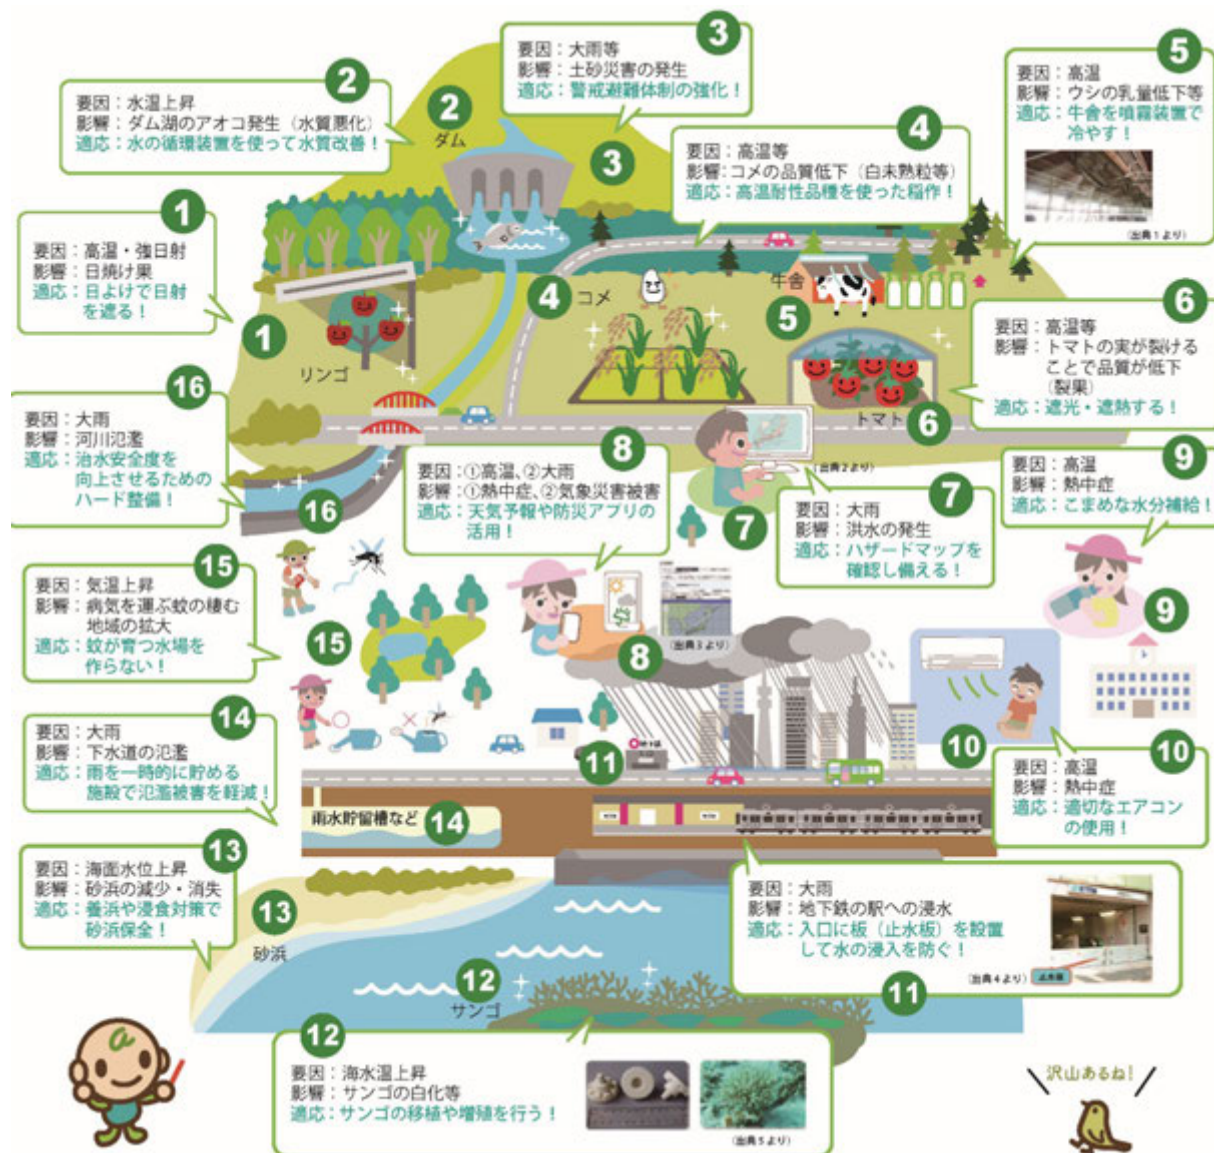 3
要因：大雨等
影響：土砂災害の発生
適応：警戒避難体制の強化！
5
要因：高温
影響：ウシの乳量低下等
適応：牛舎を噴霧装置で
冷やす！
(出典1より)
2
要因：水温上昇
影響：ダム湖のアオコ発生（水質悪化）
適応：水の循環装置を使って水質改善！
2
ダム
3
4
要因：高温等
影響：コメの品質低下（白未熟粒等）
適応：高温耐性品種を使った稲作！
1
要因：高温・強日射
影響：日焼け果
適応：日よけで日射
を遮る！
1
リンゴ
4
コメ
牛舎
5
6
要因：高温等
影響：トマトの実が裂ける
ことで品質が低下
（裂果）
適応：遮光・遮熱する！
トマト
6
16
要因：大雨
影響：河川氾濫
適応：治水安全度を
向上させるための
ハード整備！
16
8
要因：①高温、②大雨
影響：①熱中症、②気象災害被害
適応：天気予報や防災アプリの
活用！
(出典2より)
7
7
要因：大雨
影響：洪水の発生
適応：ハザードマップを
確認し備える！
9
要因：高温
影響：熱中症
適応：こまめな水分補給！
9
15
要因：気温上昇
影響：病気を運ぶ蚊の棲む
地域の拡大
適応：蚊が育つ水場を
作らない！
15
8
(出典3より)
14
要因：大雨
影響：下水道の氾濫
適応：雨を一時的に貯める
施設で氾濫被害を軽減！
11
10
10
要因：高温
影響：熱中症
適応：適切なエアコン
の使用！
雨水貯留槽など
14
13
要因：海面水位上昇
影響：砂浜の減少・消失
適応：養浜や浸食対策で
砂浜保全！
13
砂浜
要因：大雨
影響：地下鉄の駅への浸水
適応：入口に板（止水板）を設置
して水の浸入を防ぐ！
(出典4より)
止水板
11
12
サンゴ
12
要因：海水温上昇
影響：サンゴの白化等
適応：サンゴの移植や増殖を行う！
(出典5より)
沢山あるね！